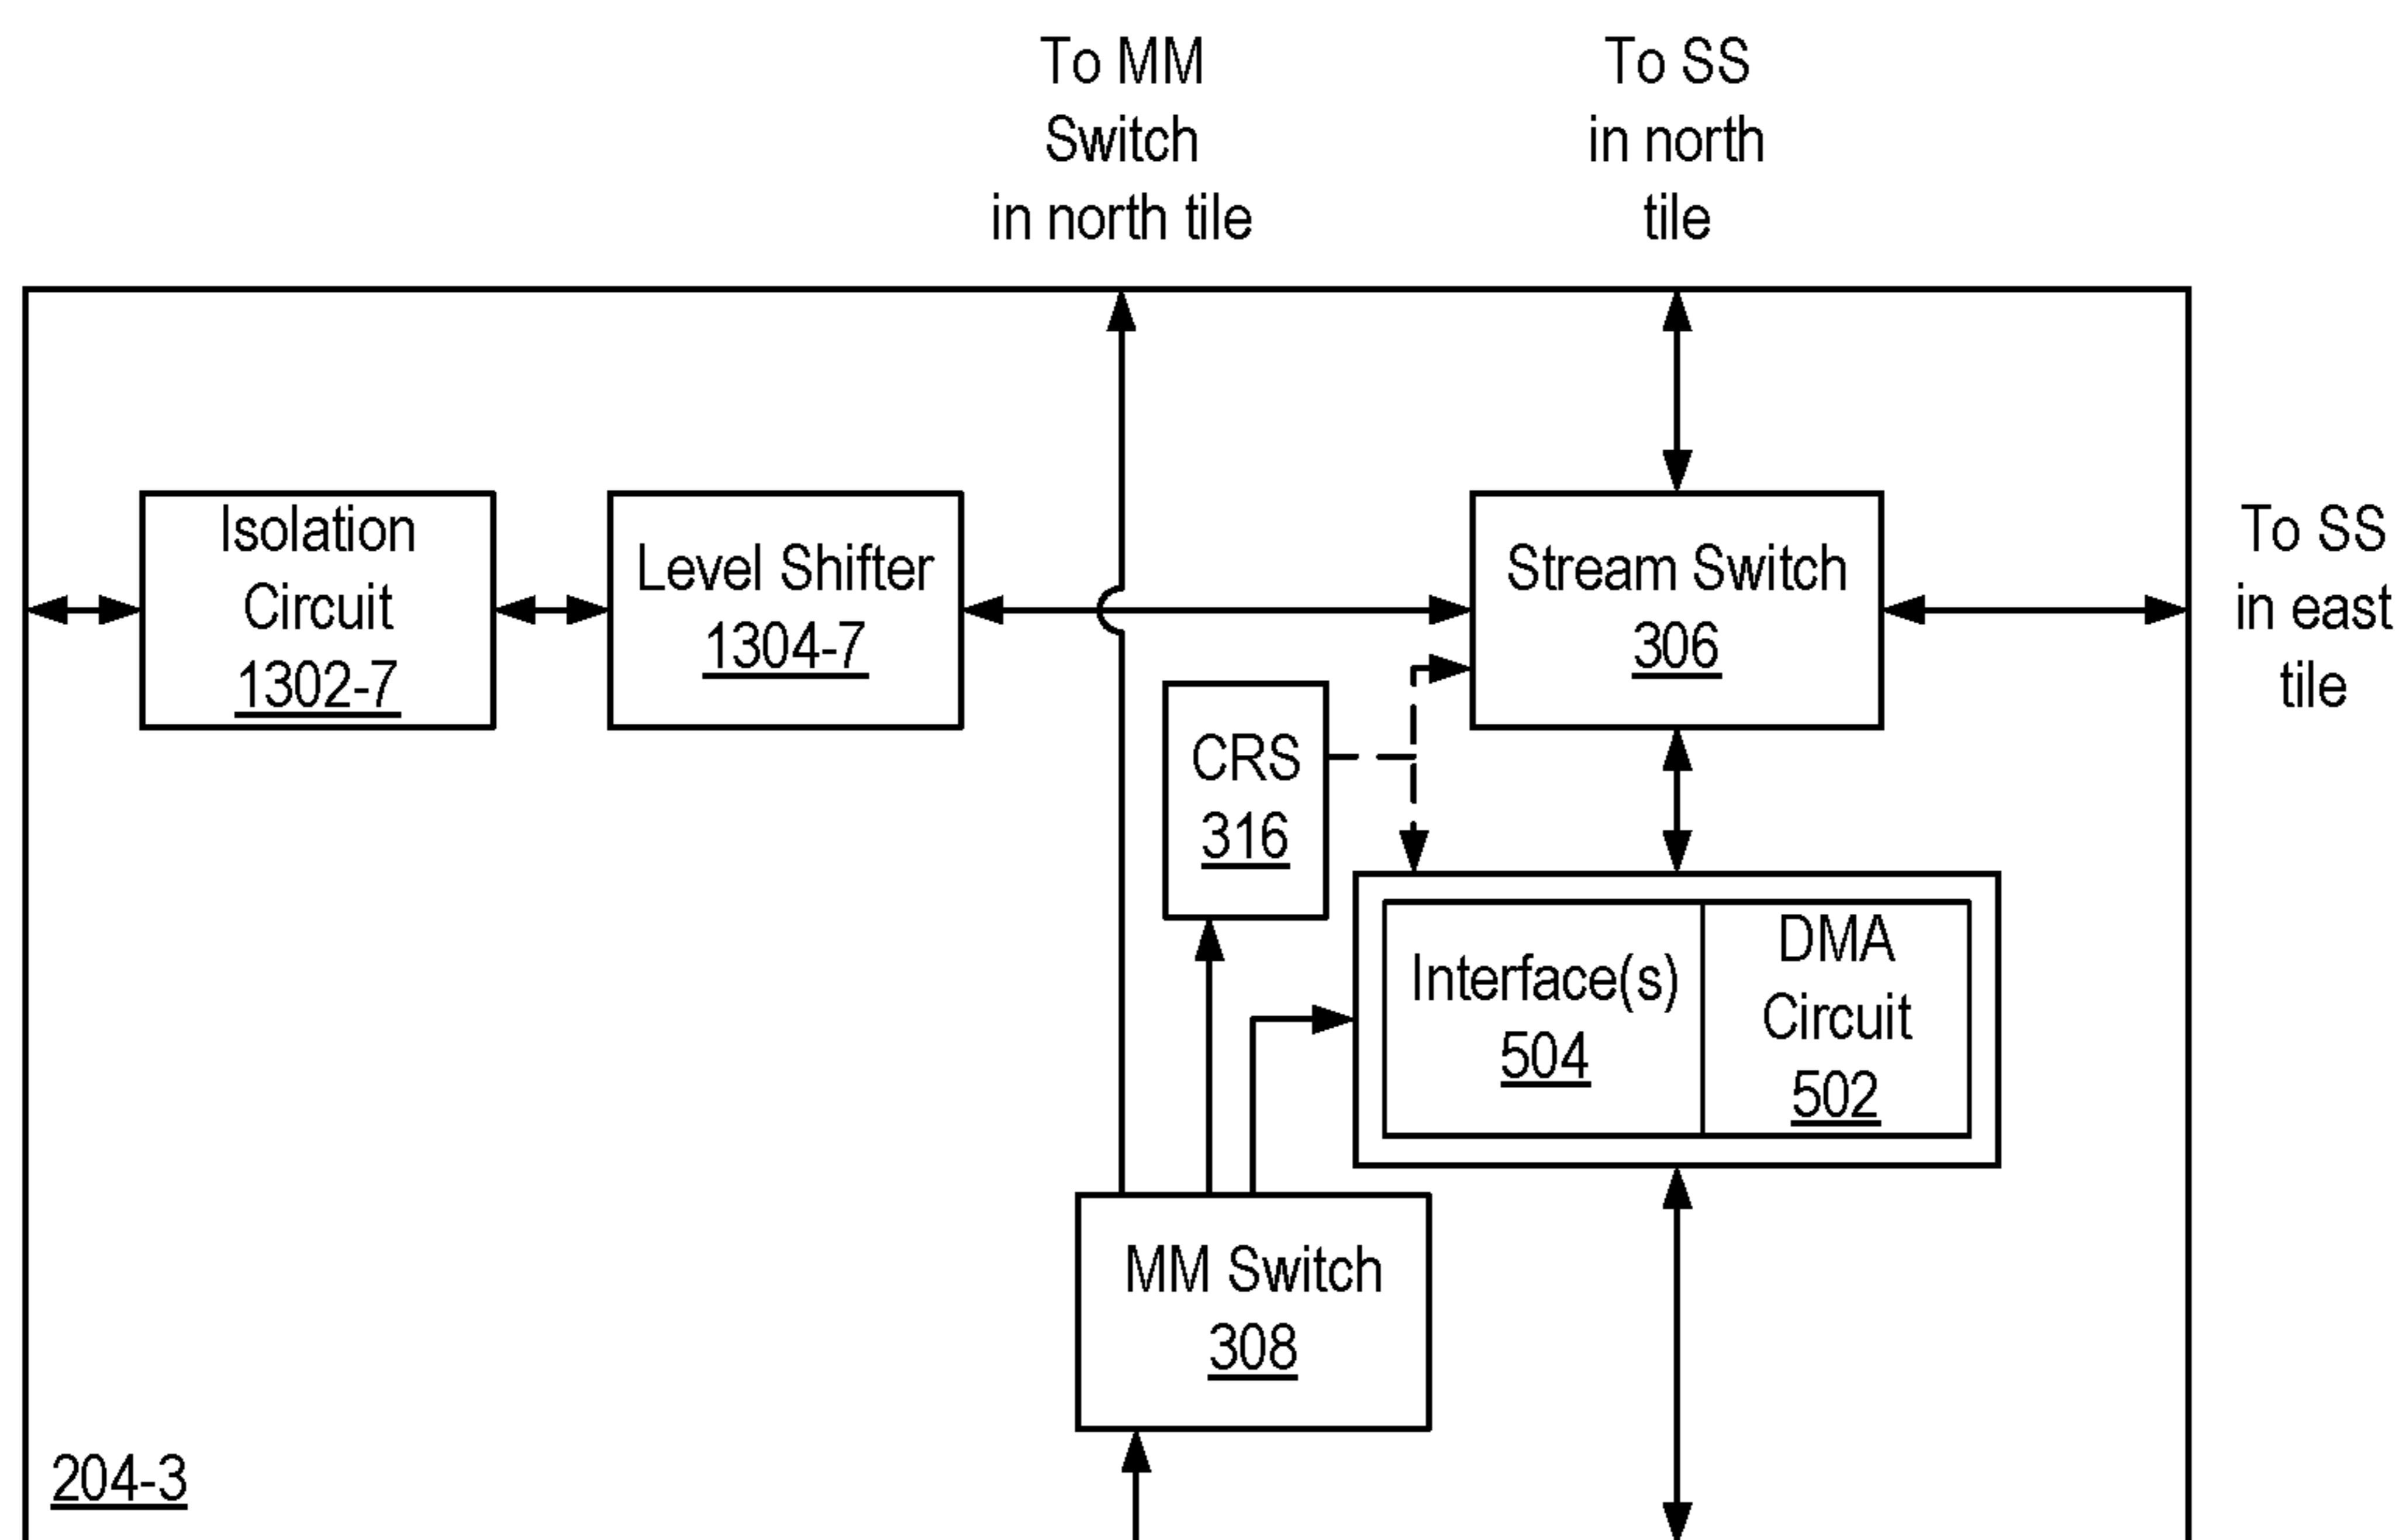 To MM
Switch
in north tile
To SS
in north
tile
Isolation
Circuit
1302-7
Level Shifter
1304-7
Stream Switch
306
To SS
in east
tile
CRS
316
Interface(s)
504
DMA
Circuit
502
MM Switch
308
204-3